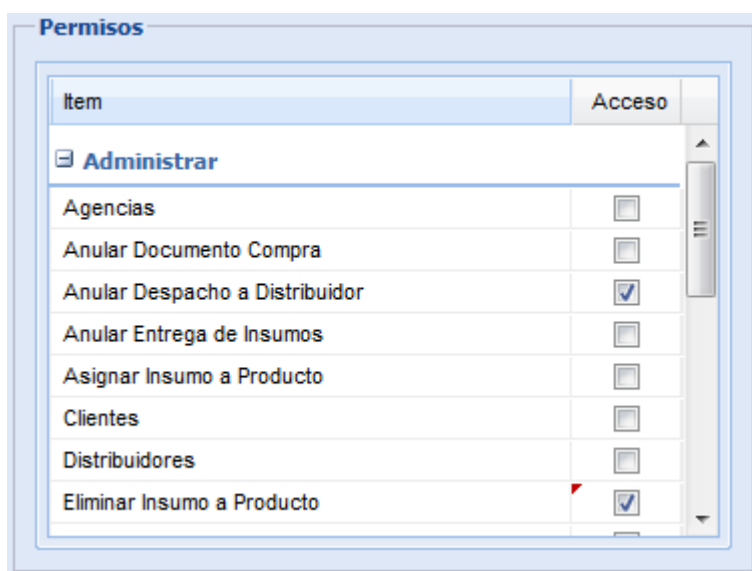 Permisos
Item Acceso
Administrar
Agencias
Anular Documento Compra
Anular Despacho a Distribuidor
Anular Entrega de Insumos
Asignar Insumo a Producto
Clientes
Distribuidores
Eliminar Insumo a Producto